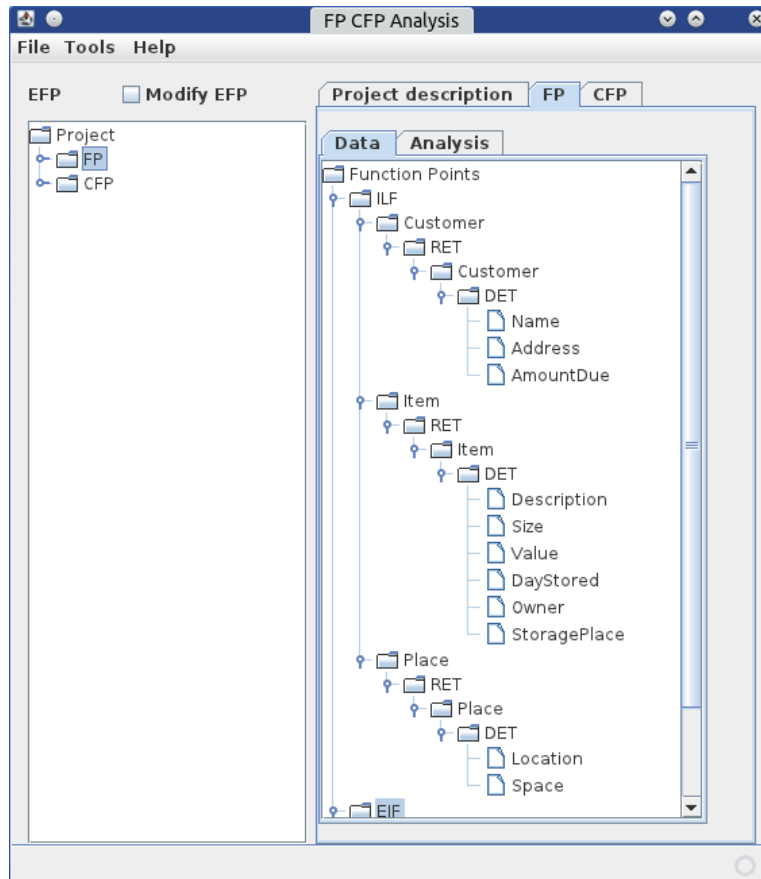 FP CFP Analysis
File Tools Help
EFP Modify EFP
Project
FP
CFP
Project description FP CFP
Data Analysis
Function Points
ILF
Customer
RET
Customer
DET
Name
Address
AmountDue
Item
RET
Item
DET
Description
Size
Value
DayStored
Owner
StoragePlace
Place
RET
Place
DET
Location
Space
EIF